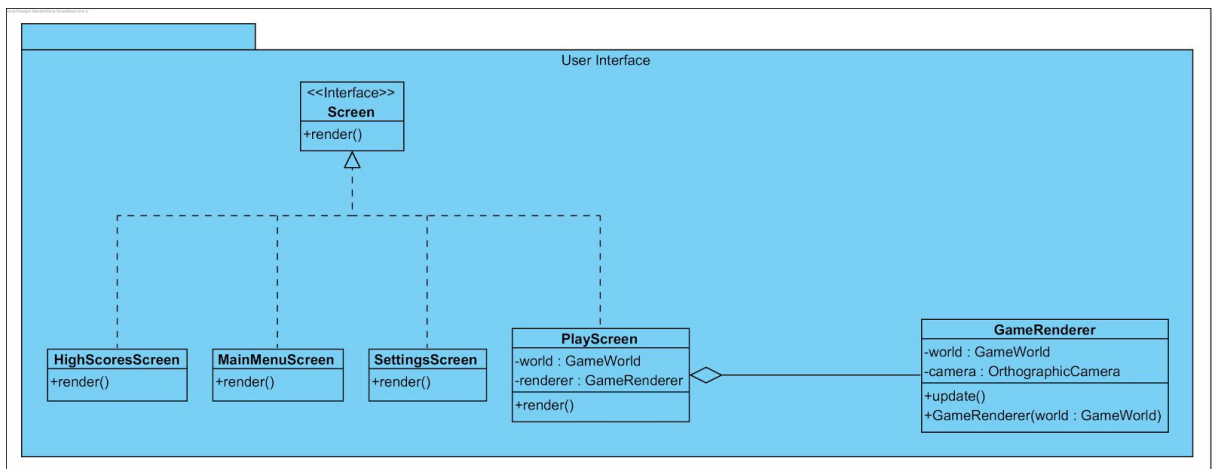 User Interface
<<Interface>>
Screen
+render()
HighScoresScreen
+render()
MainMenuScreen
+render()
SettingsScreen
+render()
PlayScreen
-world : GameWorld
-renderer : GameRenderer
+render()
GameRenderer
-world : GameWorld
-camera : OrthographicCamera
+update()
+GameRenderer(world : GameWorld)